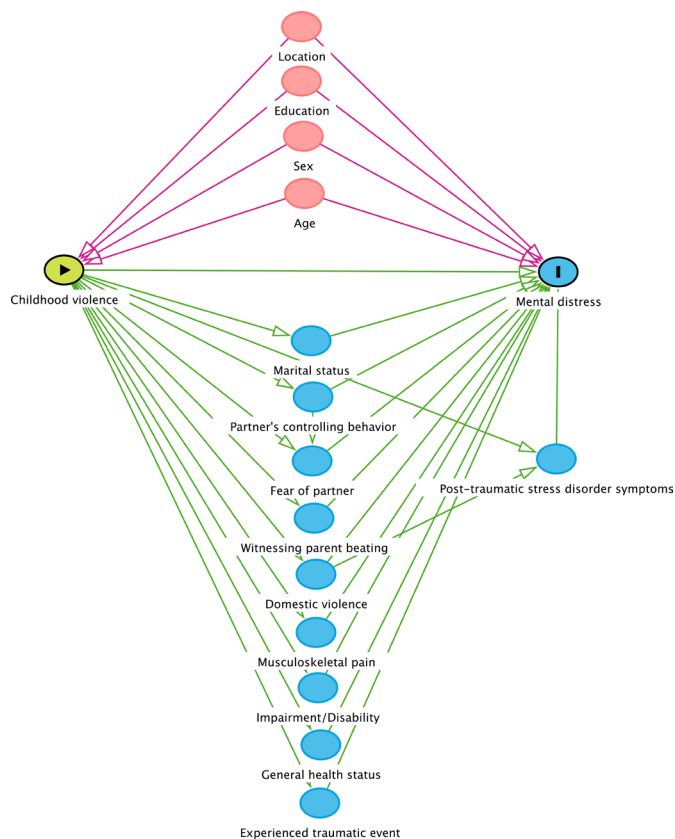 Location
Education
Sex
Age
Childhood violence
Mental distress
Marital status
Partner's controlling behavior
Fear of partner
Post-traumatic stress disorder symptoms
Witnessing parent beating
Domestic violence
Musculoskeletal pain
Impairment/Disability
General health status
Experienced traumatic event